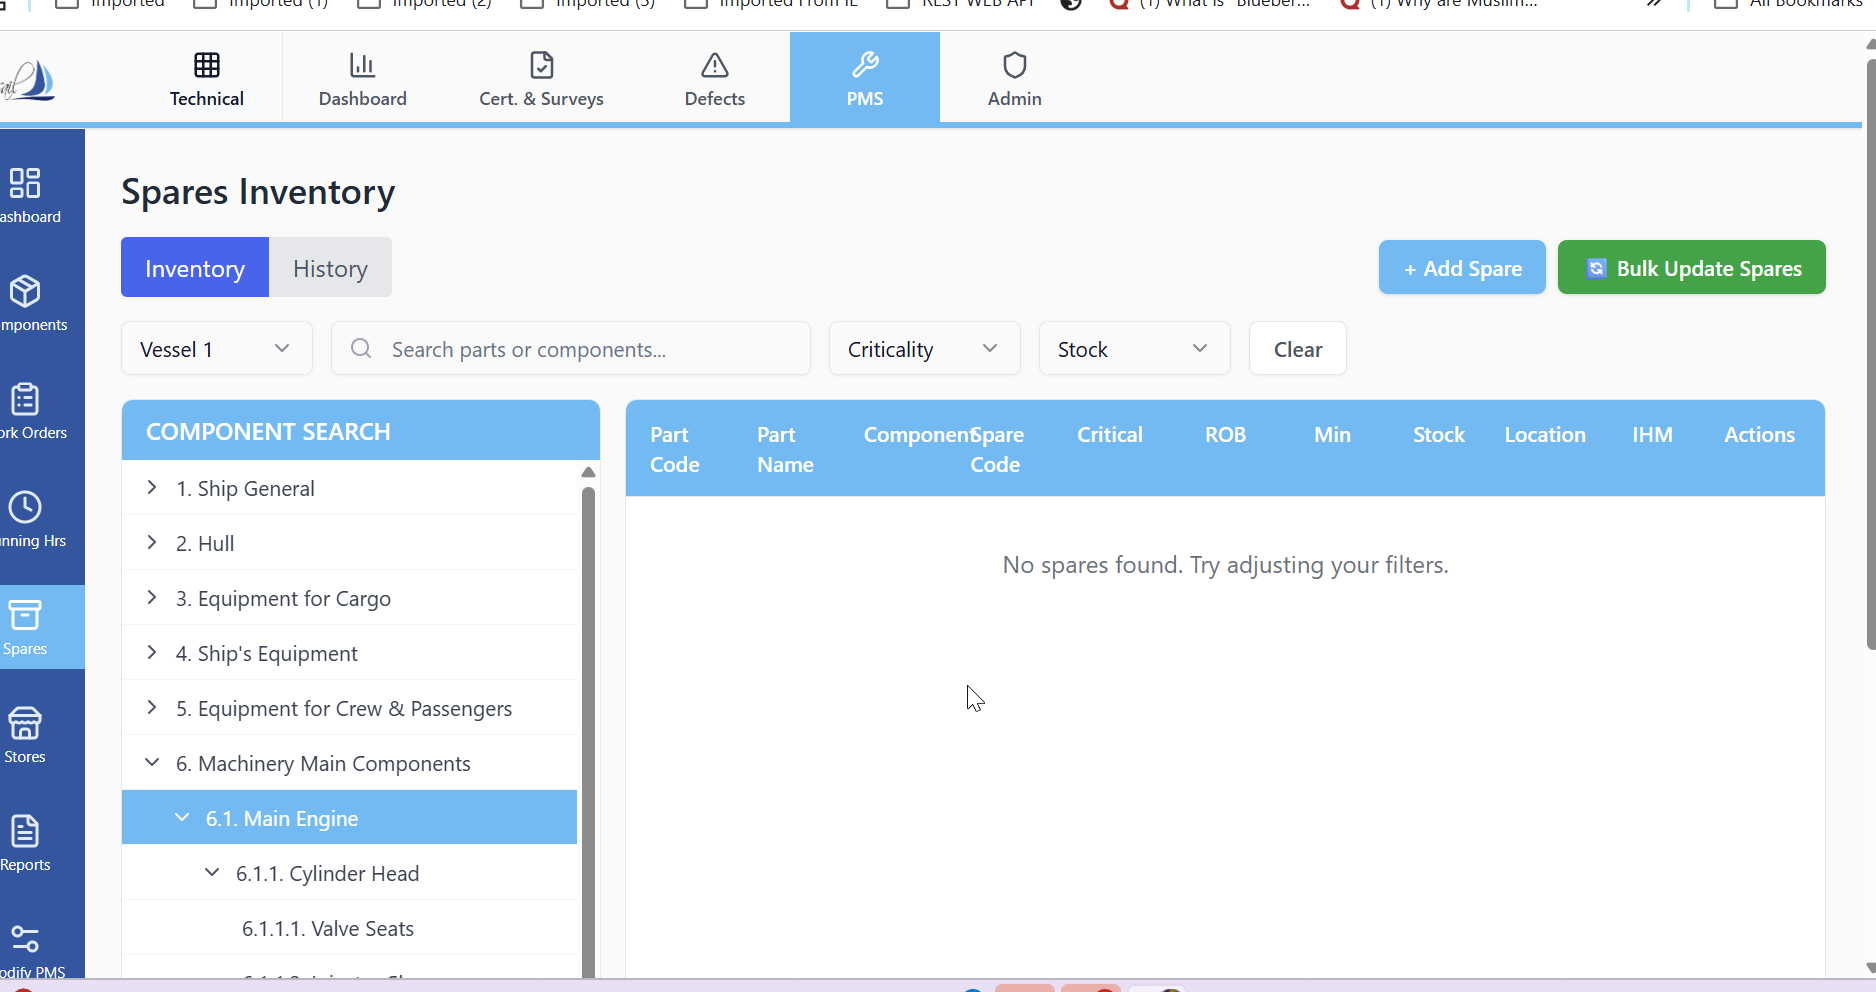 Imported
Imported (1)
Imported (2)
Imported (3)
Imported From IE
REST WEB API
(1) What is "Blueber...
(1) Why are Muslim...
All Bookmarks
Technical
Dashboard
Cert. & Surveys
Defects
PMS
Admin
ashboard
mponents
ork Orders
nning Hrs
Spares
Stores
Reports
odify PMS
Spares Inventory
Inventory
History
+ Add Spare
Bulk Update Spares
Vessel 1
Search parts or components...
Criticality
Stock
Clear
COMPONENT SEARCH
1. Ship General
2. Hull
3. Equipment for Cargo
4. Ship's Equipment
5. Equipment for Crew & Passengers
6. Machinery Main Components
6.1. Main Engine
6.1.1. Cylinder Head
6.1.1.1. Valve Seats
Part
Code
Part
Name
Component
Spare
Code
Critical
ROB
Min
Stock
Location
IHM
Actions
No spares found. Try adjusting your filters.